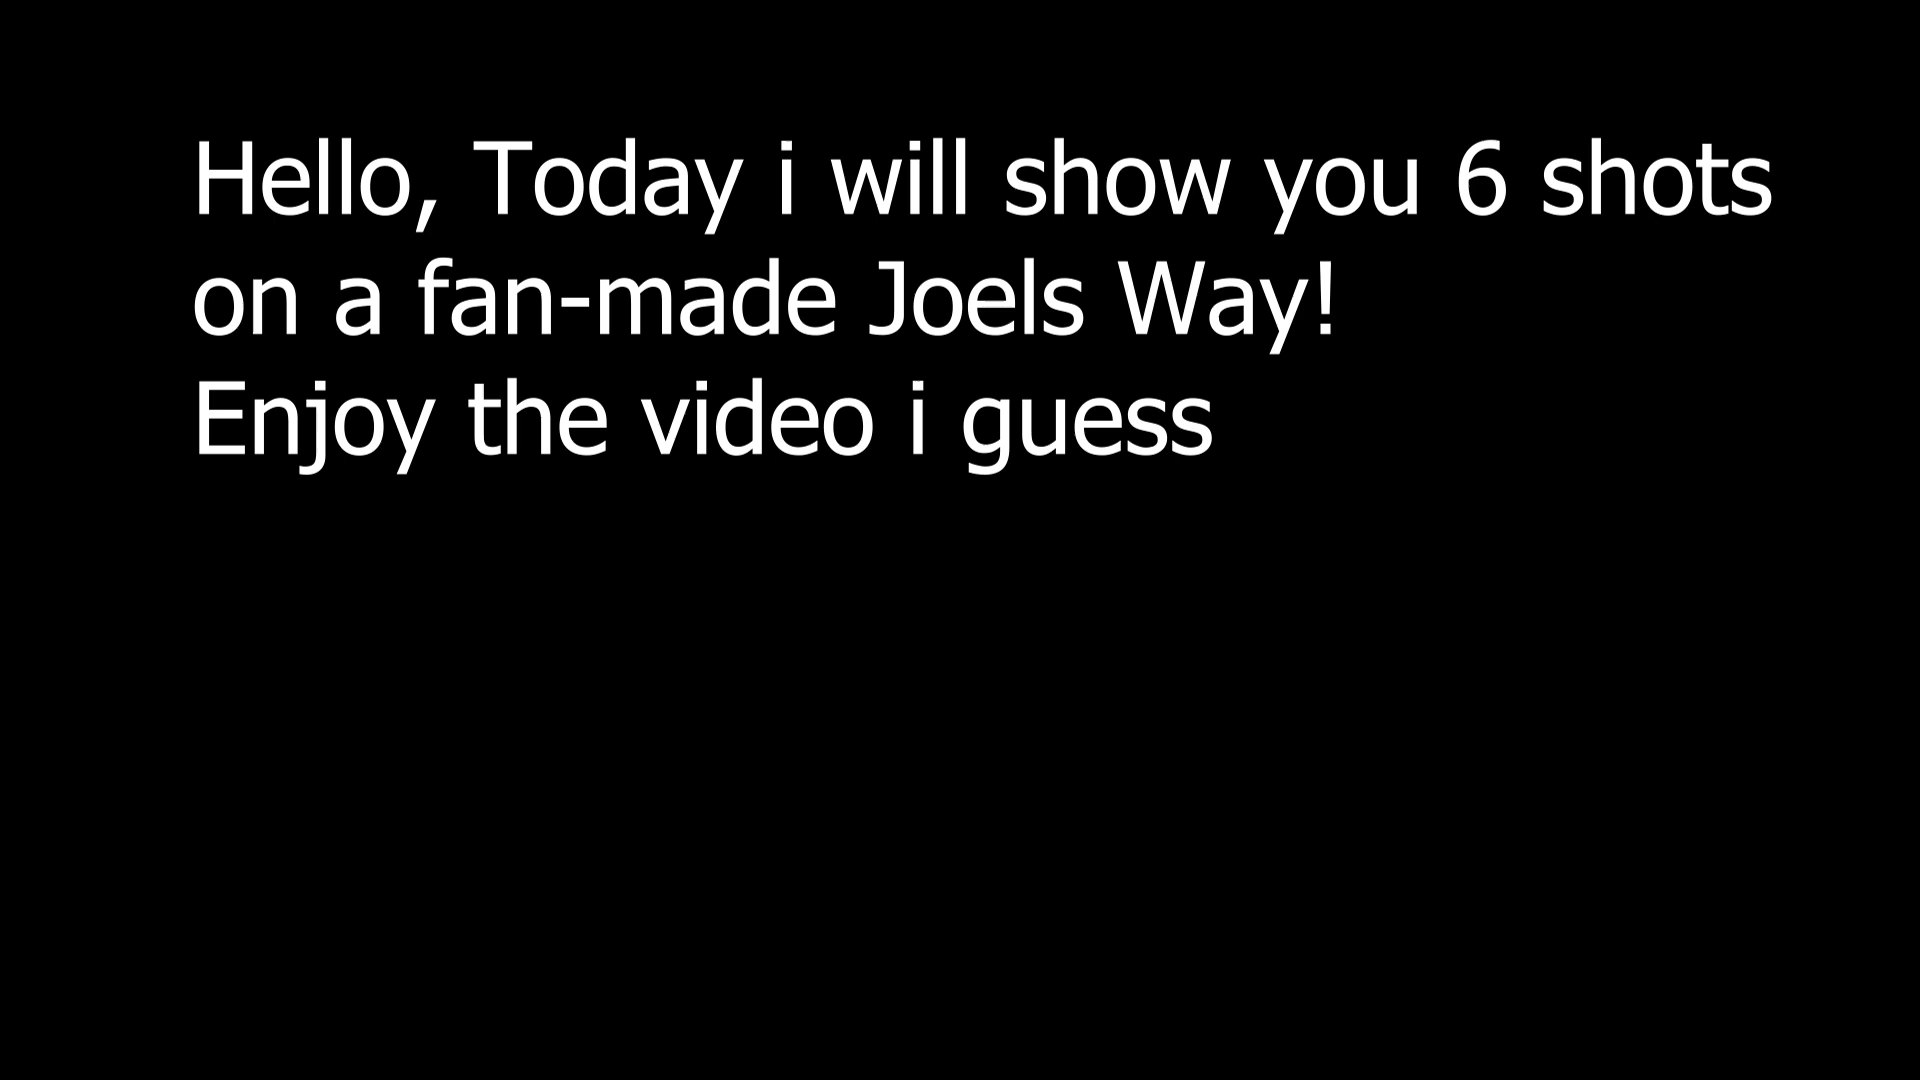 Hello, Today i will show you 6 shots
on a fan-made Joels Way!
Enjoy the video i guess